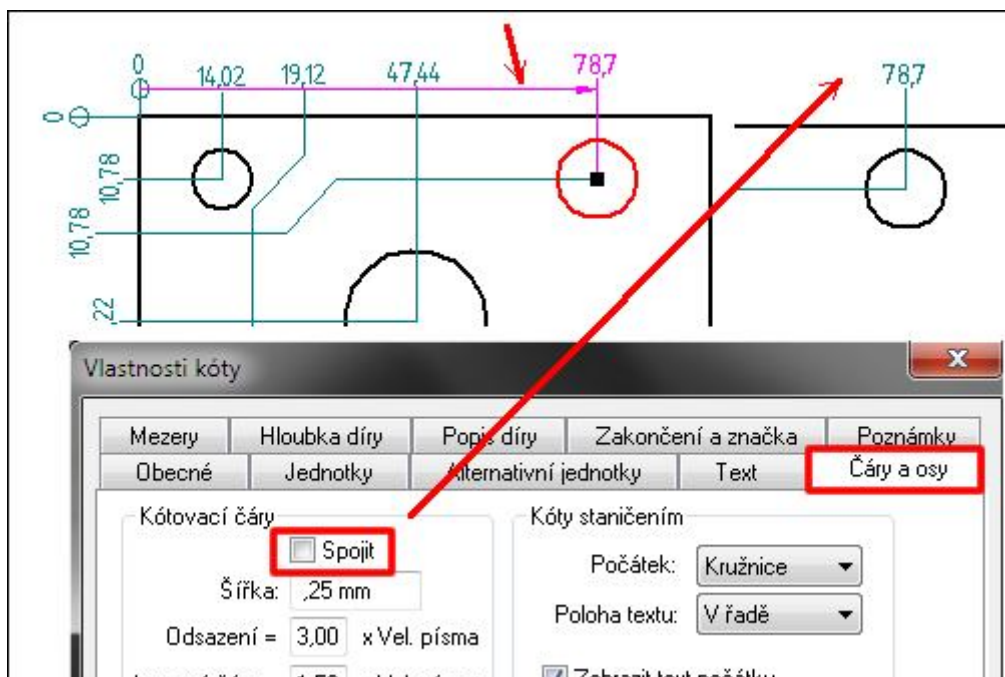 0
14,02
19,12
47,44
78,7
78,7
0
10,78
10,78
,22
Vlastnosti kóty
Mezery
Hloubka díry
Popis díry
Zakončení a značka
Poznámky
Obecné
Jednotky
Alternativní jednotky
Text
Čáry a osy
Kótovací čáry
Spojit
Šířka: ,25 mm
Odsazení = 3,00 x Vel. písma
Kóty staničením
Počátek: Kružnice
Poloha textu: V řadě
Zobrazit text počátku